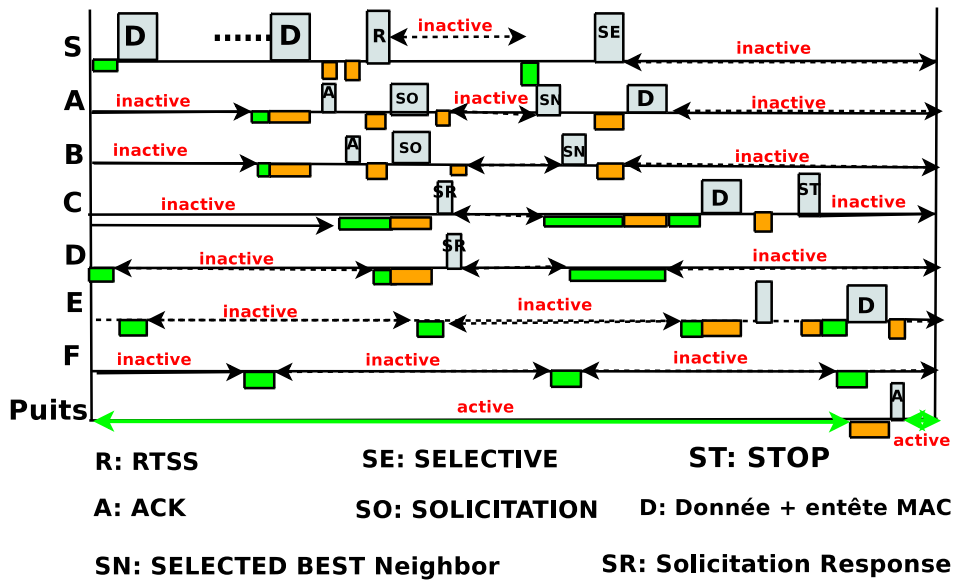 S D ...... D R inactive SE inactive
A inactive A SO inactive SN D inactive
B inactive A SO SN inactive
C inactive SR D ST inactive
D inactive SR inactive inactive
E inactive inactive D
F inactive inactive inactive
Puits active A active
R: RTSS SE: SELECTIVE ST: STOP
A: ACK SO: SOLICITATION D: Donnée + entête MAC
SN: SELECTED BEST Neighbor SR: Solicitation Response